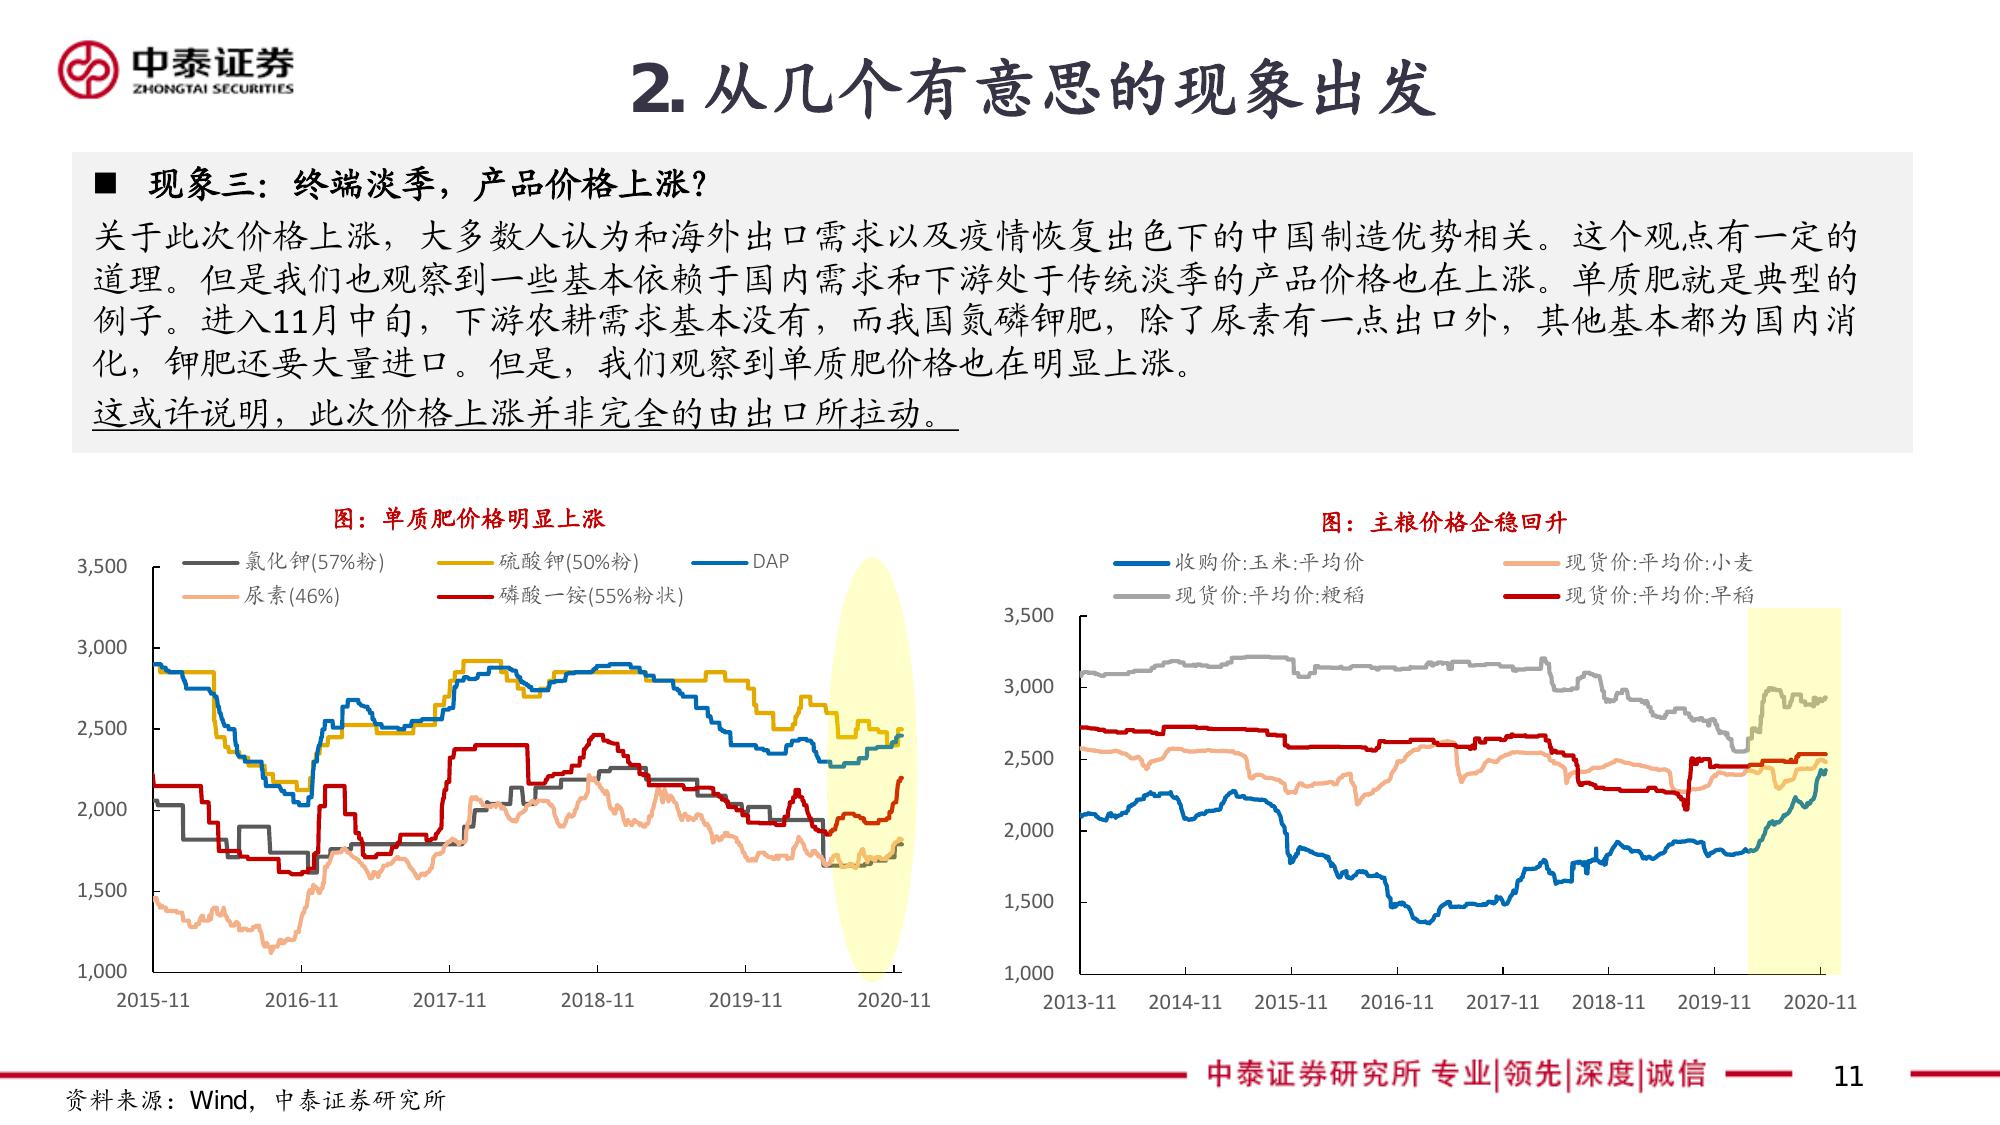 中泰证券
ZHONGTAI SECURITIES
2.从几个有意思的现象出发
■ 现象三：终端淡季，产品价格上涨？
关于此次价格上涨，大多数人认为和海外出口需求以及疫情恢复出色下的中国制造优势相关。这个观点有一定的
道理。但是我们也观察到一些基本依赖于国内需求和下游处于传统淡季的产品价格也在上涨。单质肥就是典型的
例子。进入11月中旬，下游农耕需求基本没有，而我国氮磷钾肥，除了尿素有一点出口外，其他基本都为国内消
化，钾肥还要大量进口。但是，我们观察到单质肥价格也在明显上涨。
这或许说明，此次价格上涨并非完全的由出口所拉动。
图：单质肥价格明显上涨
氯化钾(57%粉) 硫酸钾(50%粉) DAP
尿素(46%) 磷酸一铵(55%粉状)
3,500
3,000
2,500
2,000
1,500
1,000
2015-11 2016-11 2017-11 2018-11 2019-11 2020-11
图：主粮价格企稳回升
收购价:玉米:平均价 现货价:平均价:小麦
现货价:平均价:粳稻 现货价:平均价:早稻
3,500
3,000
2,500
2,000
1,500
1,000
2013-11 2014-11 2015-11 2016-11 2017-11 2018-11 2019-11 2020-11
中泰证券研究所 专业|领先|深度|诚信
11
资料来源：Wind，中泰证券研究所